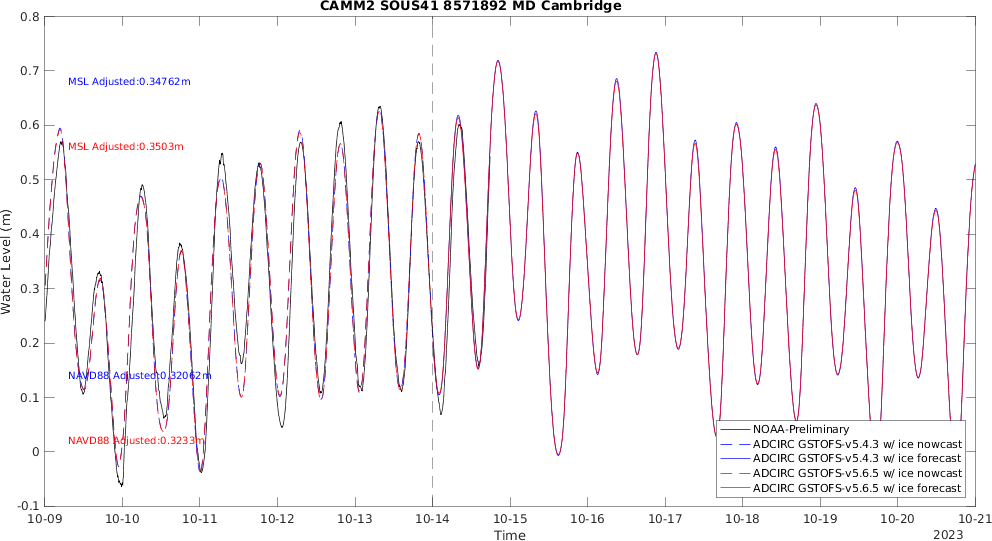 CAMM2 SOUS41 8571892 MD Cambridge
0.8
0.7
0.6
0.5
0.4
0.3
0.2
0.1
0
-0.1
Water Level (m)
MSL Adjusted:0.34762m
MSL Adjusted:0.3503m
NAVD88 Adjusted:0.32062m
NAVD88 Adjusted:0.3233m
NOAA-Preliminary
ADCIRC GSTOFS-v5.4.3 w/ ice nowcast
ADCIRC GSTOFS-v5.4.3 w/ ice forecast
ADCIRC GSTOFS-v5.6.5 w/ ice nowcast
ADCIRC GSTOFS-v5.6.5 w/ ice forecast
10-09 10-10 10-11 10-12 10-13 10-14 10-15 10-16 10-17 10-18 10-19 10-20 10-21
Time
2023